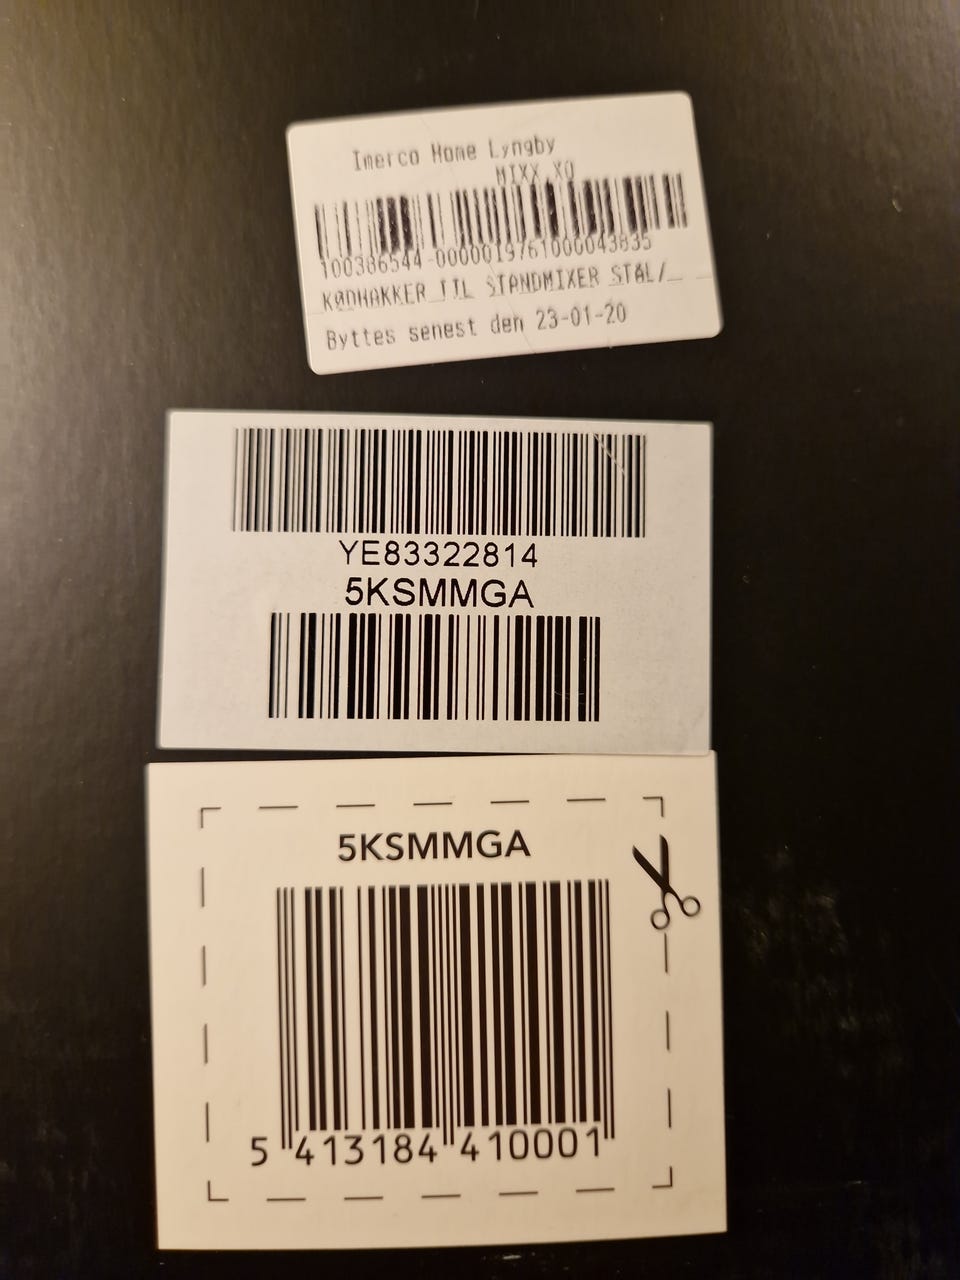 Imerco Home Lyngby
MIXX XO
100386544-0000019761000043835
KØDHAKKER TIL STANDMIXER STÅL/
Byttes senest den 23-01-20
YE83322814
5KSMMGA
5KSMMGA
5 413184 410001